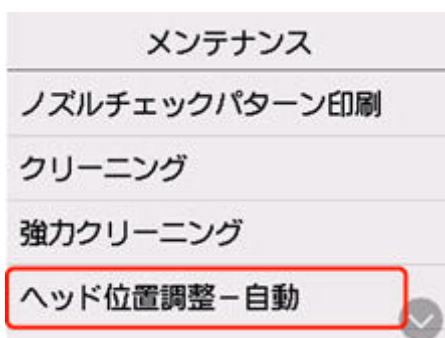 メンテナンス
ノズルチェックパターン印刷
クリーニング
強力クリーニング
ヘッド位置調整－自動